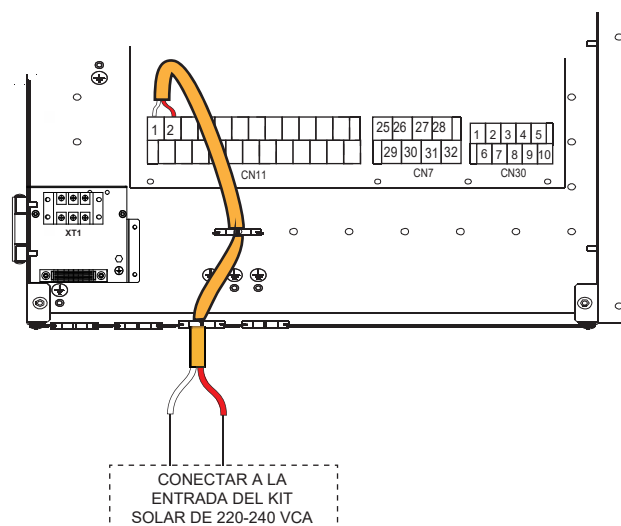 1 2
25 26 27 28
29 30 31 32
1 2 3 4 5
6 7 8 9 10
CN11
CN7
CN30
XT1
CONECTAR A LA
ENTRADA DEL KIT
SOLAR DE 220-240 VCA